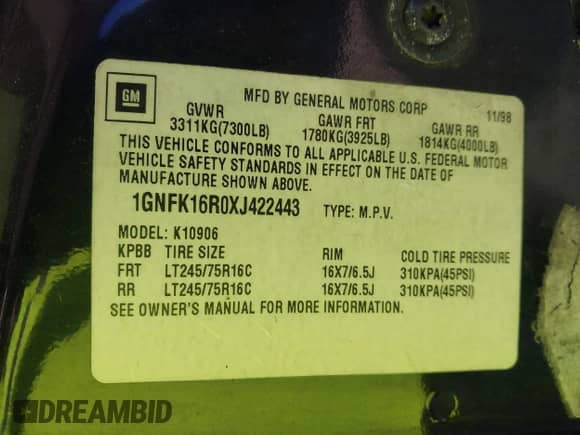 GM
MFD BY GENERAL MOTORS CORP 11/98
GVWR GAWR FRT GAWR RR
3311KG(7300LB) 1780KG(3925LB) 1814KG(4000LB)
THIS VEHICLE CONFORMS TO ALL APPLICABLE U.S. FEDERAL MOTOR
VEHICLE SAFETY STANDARDS IN EFFECT ON THE DATE OF
MANUFACTURE SHOWN ABOVE.
1GNFK16R0XJ422443 TYPE: M.P.V.
MODEL: K10906
KPBB TIRE SIZE RIM COLD TIRE PRESSURE
FRT LT245/75R16C 16X7/6.5J 310KPA(45PSI)
RR LT245/75R16C 16X7/6.5J 310KPA(45PSI)
SEE OWNER'S MANUAL FOR MORE INFORMATION.
DREAMBID